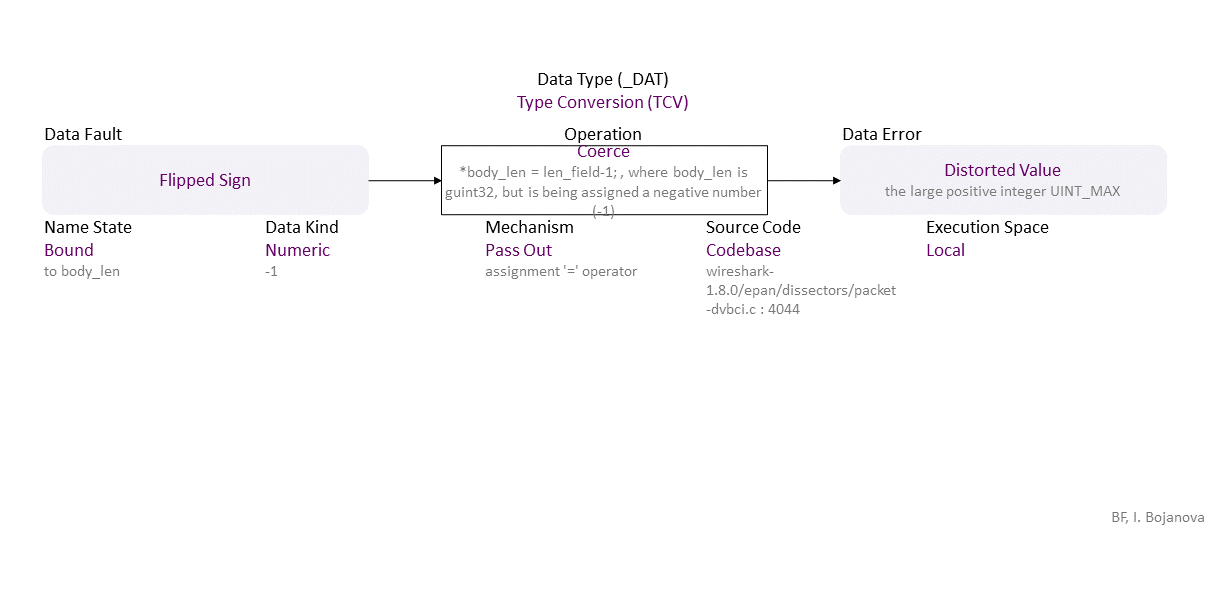 Data Type (_DAT)
Type Conversion (TCV)
Data Fault
Operation
Data Error
Flipped Sign
Coerce
*body_len = len_field-1; , where body_len is
guint32, but is being assigned a negative number
(-1)
Distorted Value
the large positive integer UINT_MAX
Name State
Bound
to body_len
Data Kind
Numeric
-1
Mechanism
Pass Out
assignment '=' operator
Source Code
Codebase
wireshark-
1.8.0/epan/dissectors/packet
-dvbci.c : 4044
Execution Space
Local
BF, I. Bojanova